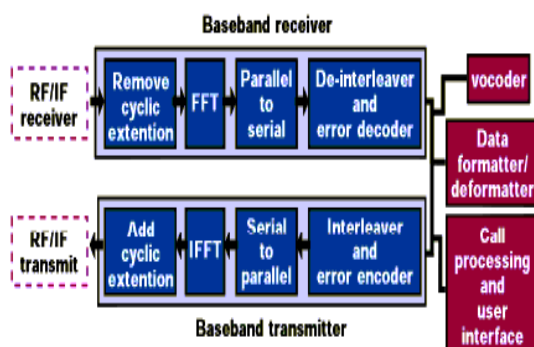 Baseband receiver
RF/IF
receiver
Remove
cyclic
extention
FFT
Parallel
to
serial
De-interleaver
and
error decoder
vocoder
Data
formatter/
deformatter
RF/IF
transmit
Add
cyclic
extention
IFFT
Serial
to
parallel
Interleaver
and
error encoder
Call
processing
and
user
interface
Baseband transmitter